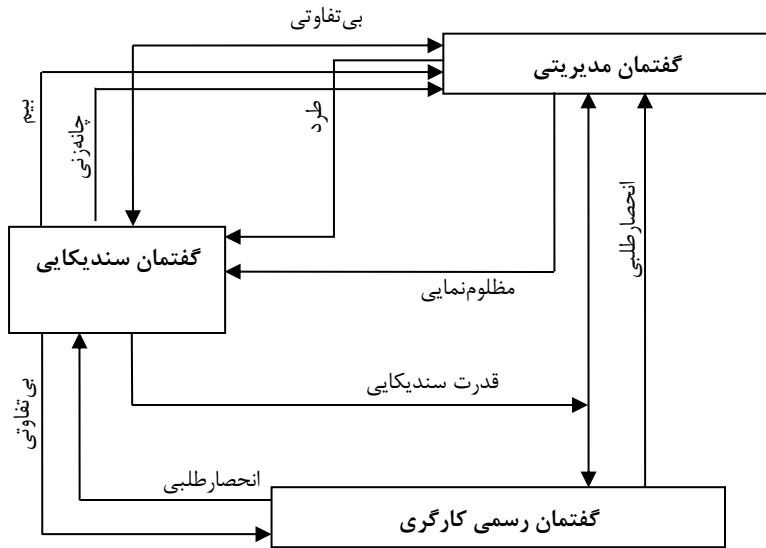 بی‌تفاوتی
گفتمان مدیریتی
بیم
چانه‌زنی
طرد
انحصارطلبی
گفتمان سندیکایی
مظلوم‌نمایی
قدرت سندیکایی
بی‌تفاوتی
انحصارطلبی
گفتمان رسمی کارگری